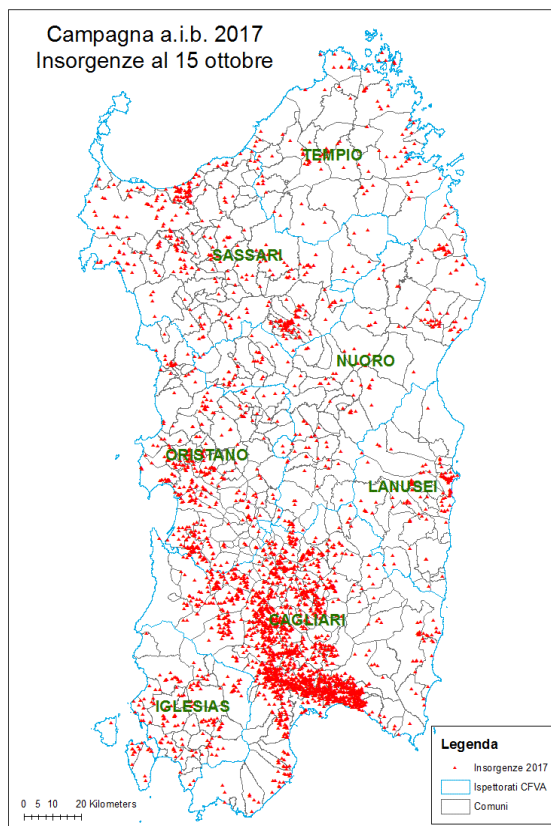 Campagna a.i.b. 2017
Insorgenze al 15 ottobre
TEMPIO
SASSARI
NUORO
ORISTANO
LANUSEI
CAGLIARI
IGLESIAS
Legenda
Insorgenze 2017
Ispettorati CFVA
Comuni
0 5 10 20 Kilometers